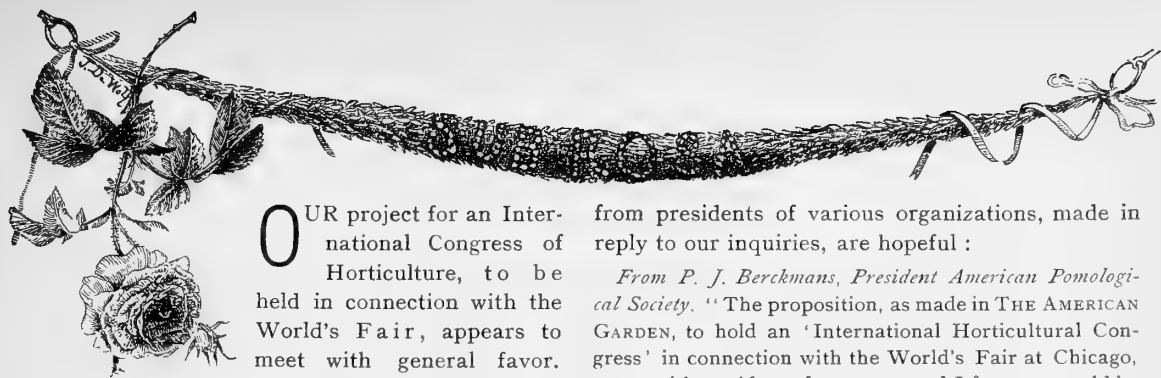 J. D. Wolf
OUR project for an Inter-
national Congress of
Horticulture, to be
held in connection with the
World's Fair, appears to
meet with general favor.
from presidents of various organizations, made in
reply to our inquiries, are hopeful :
From P. J. Berckmans, President American Pomologi-
cal Society. "The proposition, as made in THE AMERICAN
GARDEN, to hold an 'International Horticultural Con-
gress' in connection with the World's Fair at Chicago,